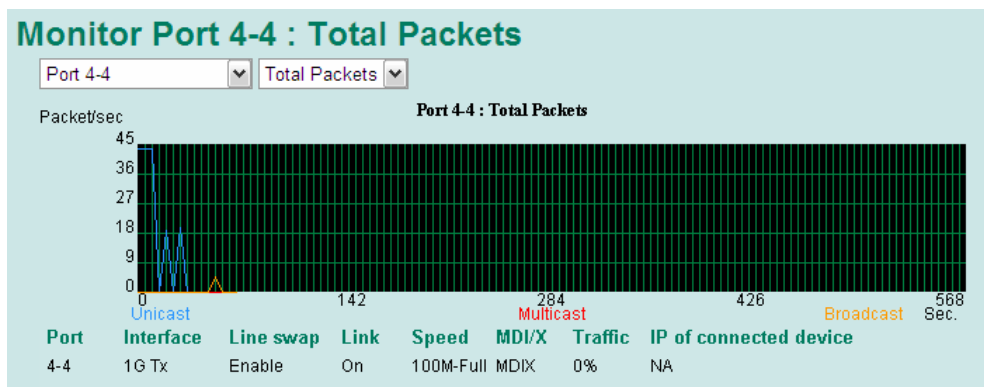 Monitor Port 4-4 : Total Packets
Port 4-4 Total Packets
Packet/sec Port 4-4 : Total Packets
45
36
27
18
9
0
0 142 284 426 568
Unicast Multicast Broadcast Sec.
Port Interface Line swap Link Speed MDI/X Traffic IP of connected device
4-4 1G Tx Enable On 100M-Full MDIX 0% NA